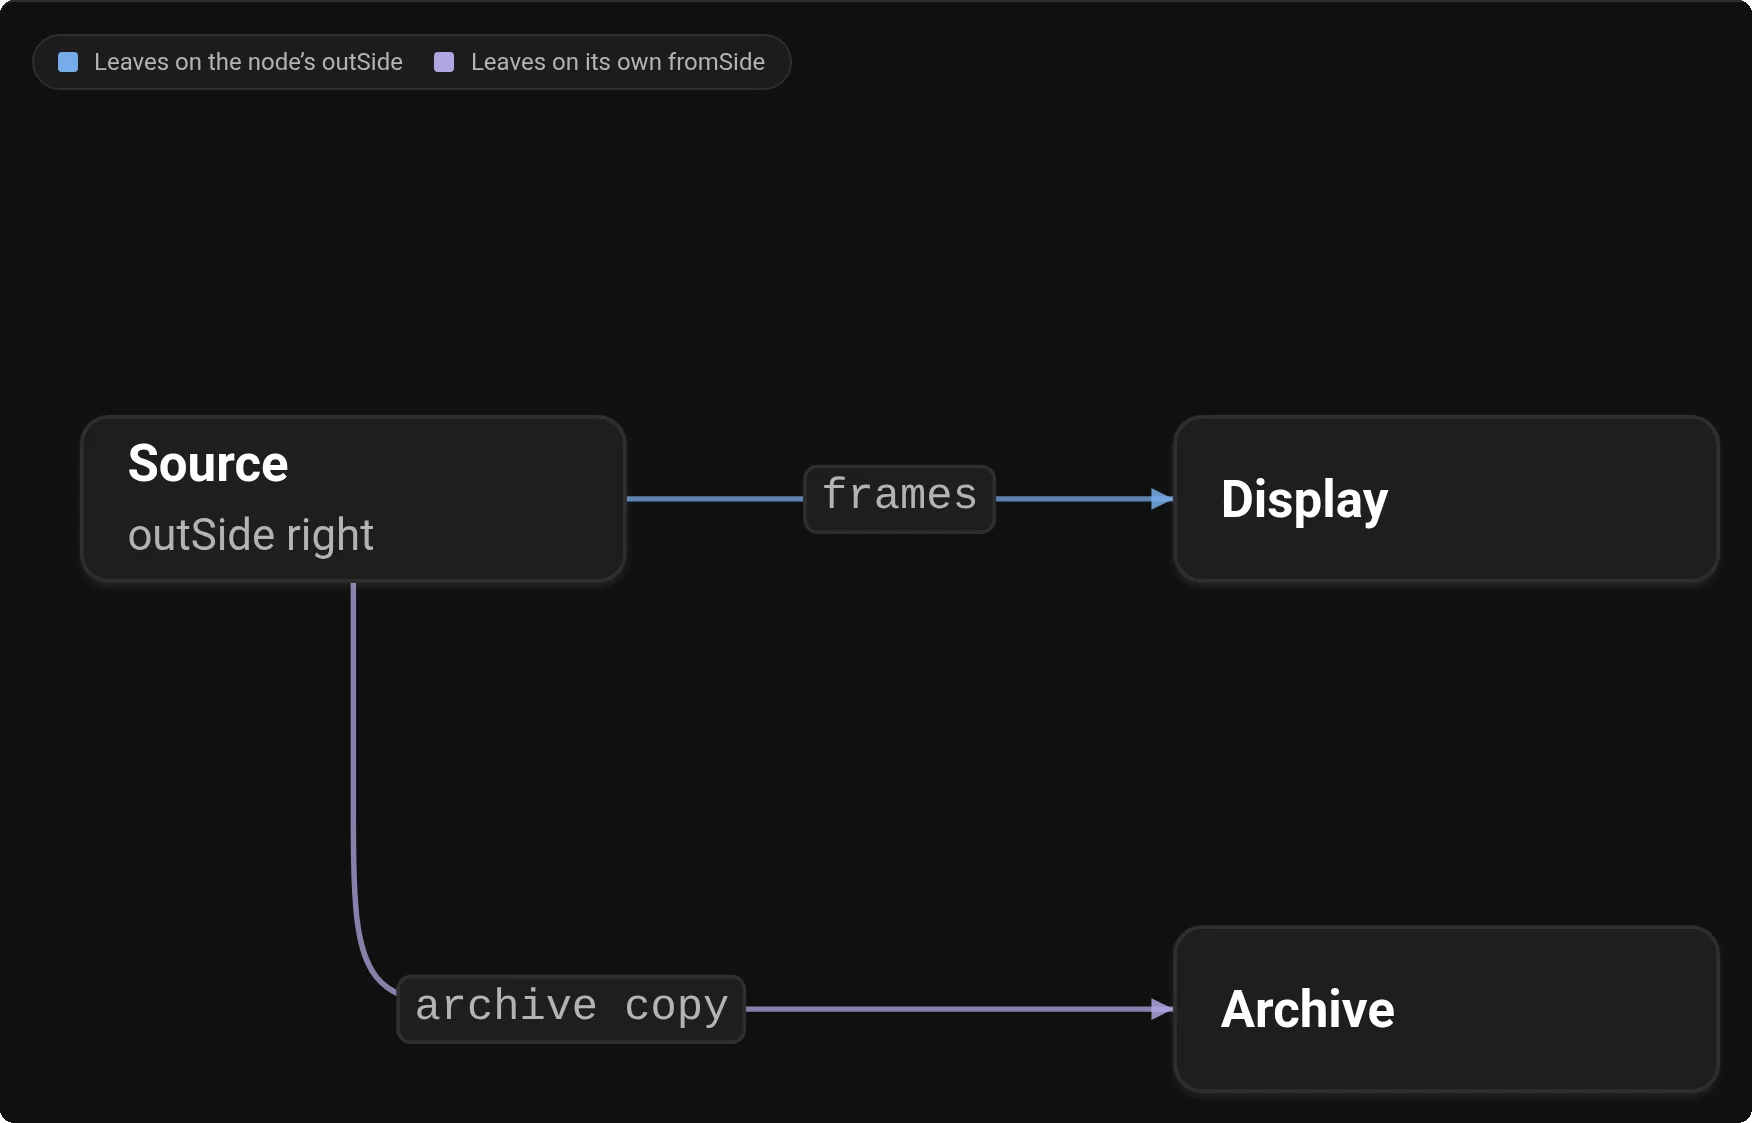 Leaves on the node’s outSide
Leaves on its own fromSide
Source
outSide right
frames
Display
archive copy
Archive